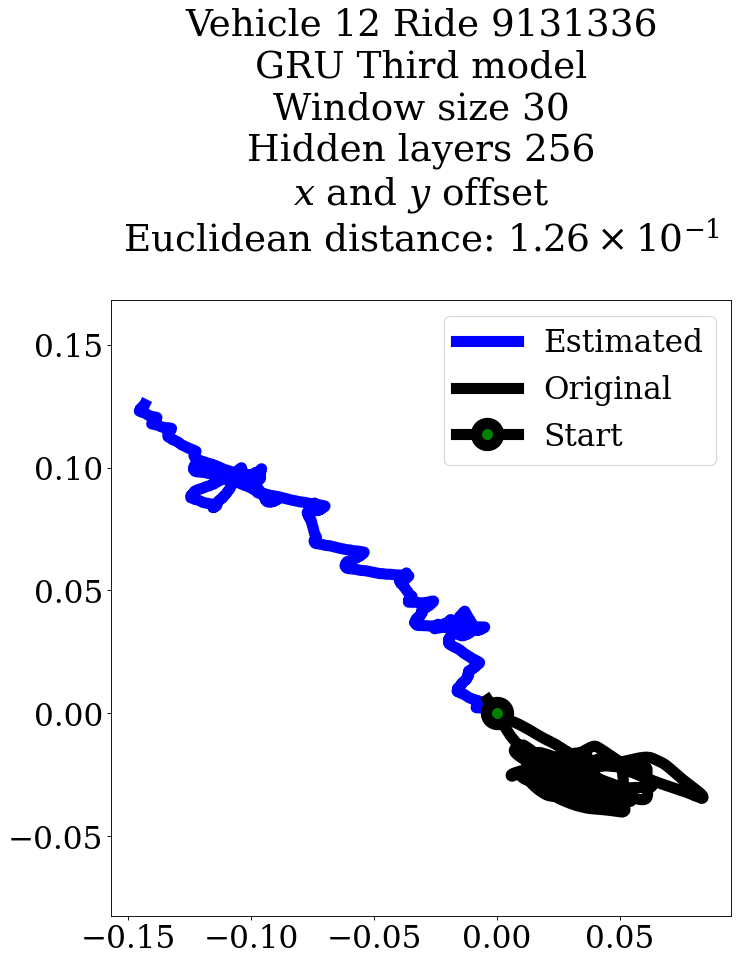 Vehicle 12 Ride 9131336
GRU Third model
Window size 30
Hidden layers 256
x and y offset
Euclidean distance: 1.26 × 10⁻¹
Estimated
Original
Start
0.15
0.10
0.05
0.00
−0.05
−0.15 −0.10 −0.05 0.00 0.05